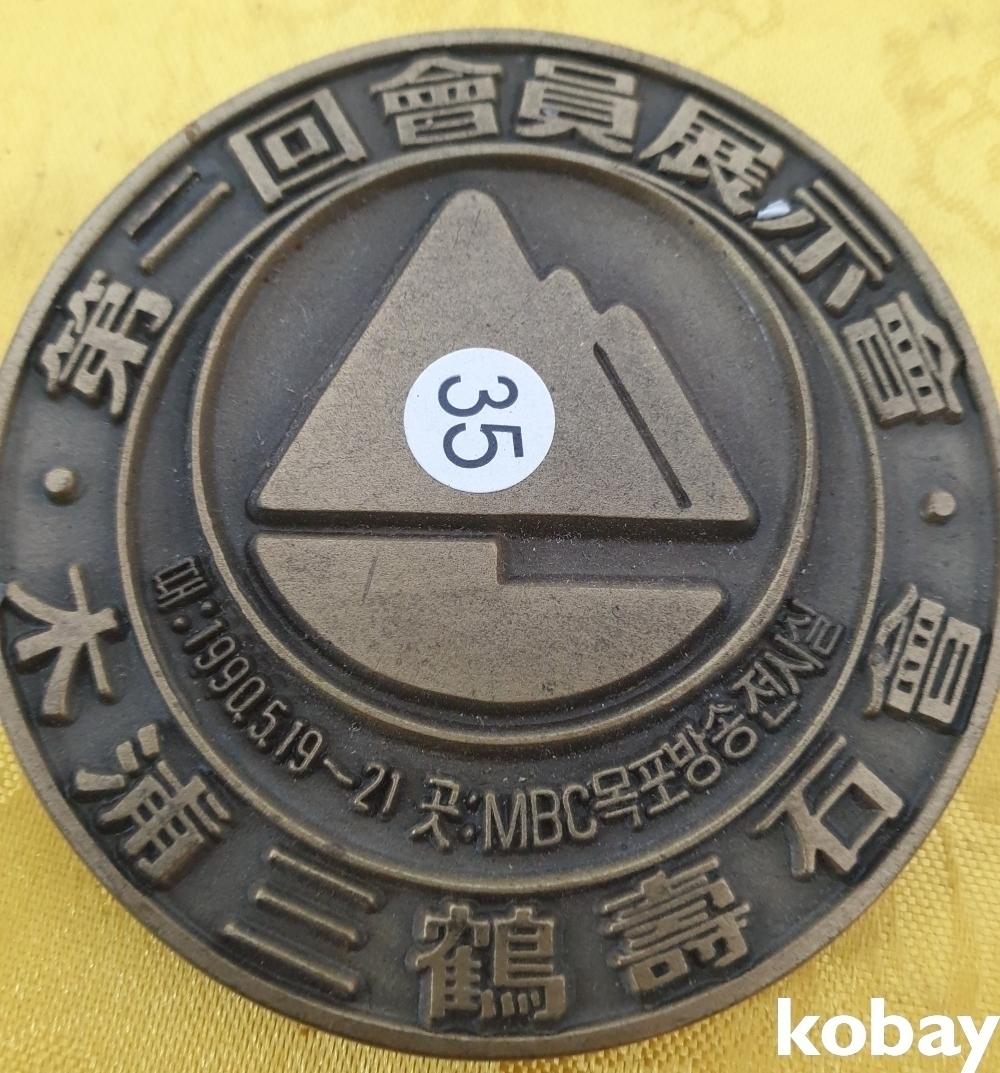 第二回會員展示會
35
때:1990.5.19~21 곳:MBC목포방송전시실
木浦三鶴壽石會
kobay